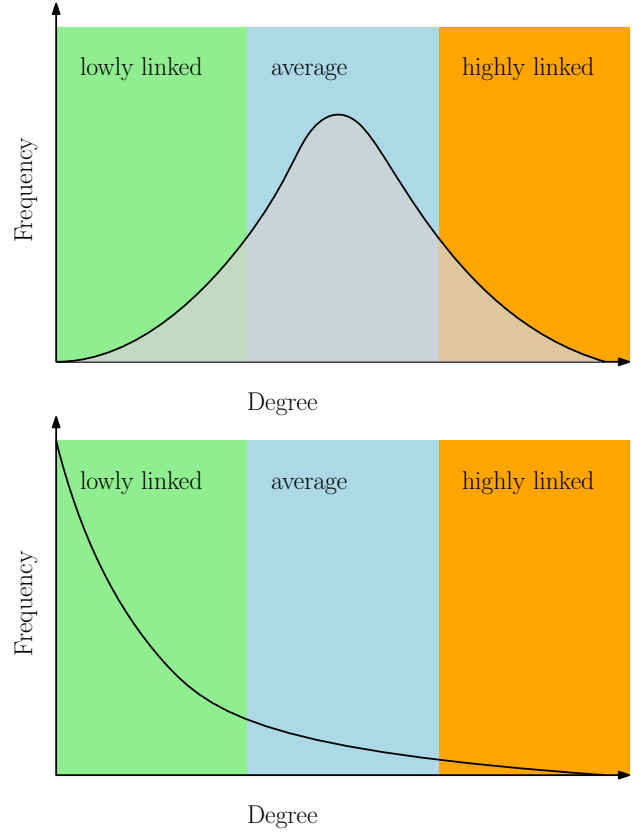 lowly linked
average
highly linked
Frequency
Degree
lowly linked
average
highly linked
Frequency
Degree